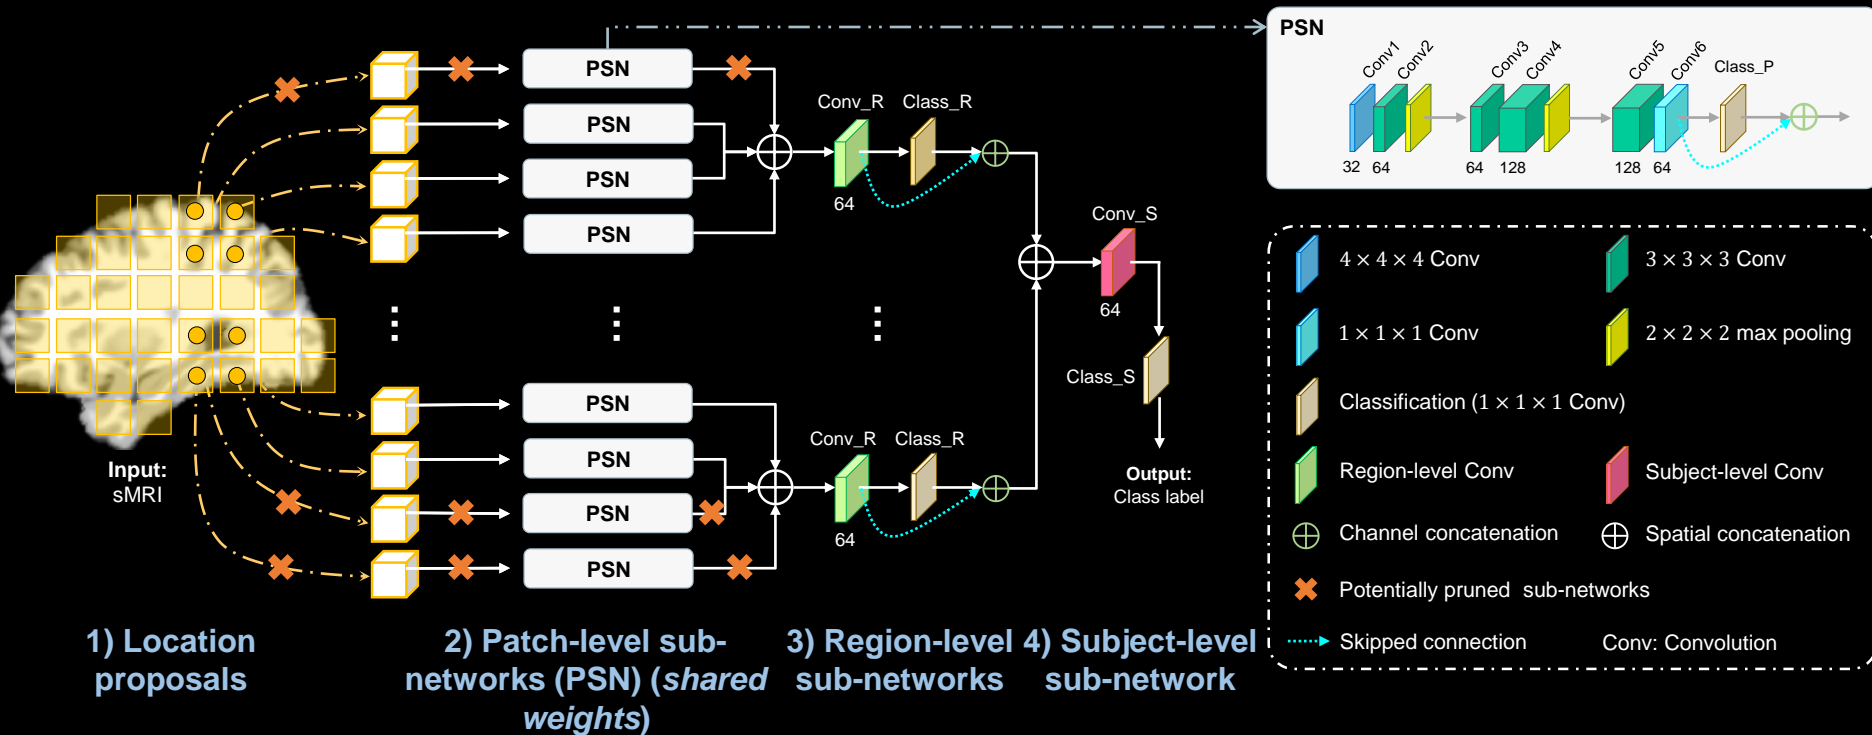 PSN
Conv1
Conv2
Conv3
Conv4
Conv5
Conv6
Class_P
32
64
64
128
128
64
PSN
PSN
PSN
PSN
Conv_R
Class_R
64
Conv_S
64
Class_S
Output:
Class label
Input:
sMRI
PSN
PSN
PSN
PSN
Conv_R
Class_R
64
4 × 4 × 4 Conv
3 × 3 × 3 Conv
1 × 1 × 1 Conv
2 × 2 × 2 max pooling
Classification (1 × 1 × 1 Conv)
Region-level Conv
Subject-level Conv
Channel concatenation
Spatial concatenation
Potentially pruned sub-networks
Skipped connection
Conv: Convolution
1) Location
proposals
2) Patch-level sub-
networks (PSN) (shared
weights)
3) Region-level
sub-networks
4) Subject-level
sub-network